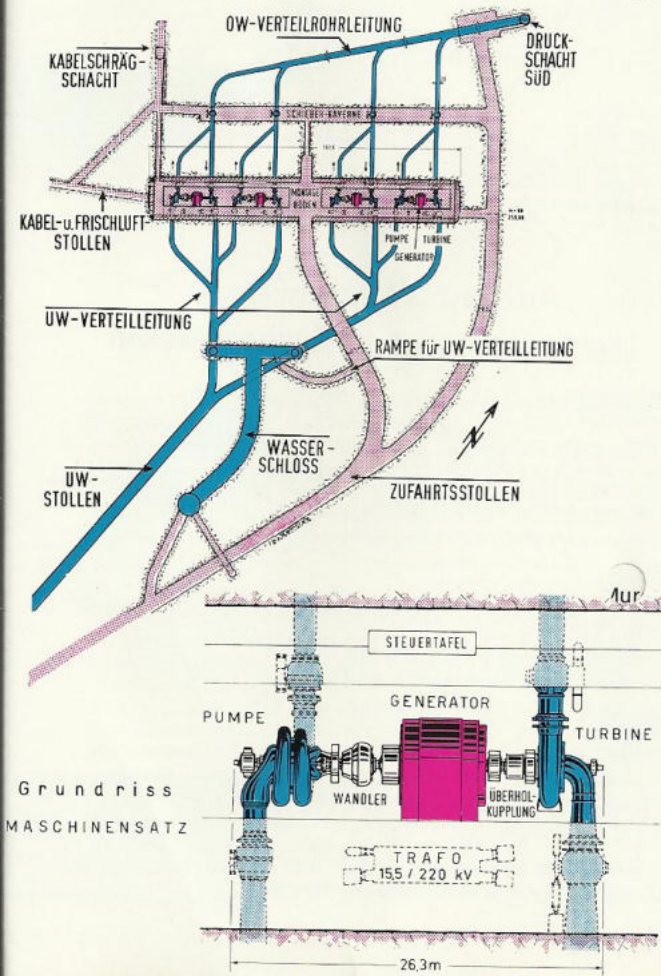 OW-VERTEILROHRLEITUNG
KABELSCHRÄG-
SCHACHT
DRUCK-
SCHACHT
SÜD
SCHIEBER-KAVERNE
MONTAGE
BODEN
KABEL-u.FRISCHLUFT-
STOLLEN
PUMPE TURBINE
GENERATOR
UW-VERTEILLEITUNG
RAMPE für UW-VERTEILLEITUNG
WASSER-
SCHLOSS
N
UW-
STOLLEN
ZUFAHRTSSTOLLEN
Mur
STEUERTAFEL
GENERATOR
PUMPE
TURBINE
WANDLER
ÜBERHOL-
KUPPLUNG
Grundriss
MASCHINENSATZ
TRAFO
15,5 / 220 kV
26,3m